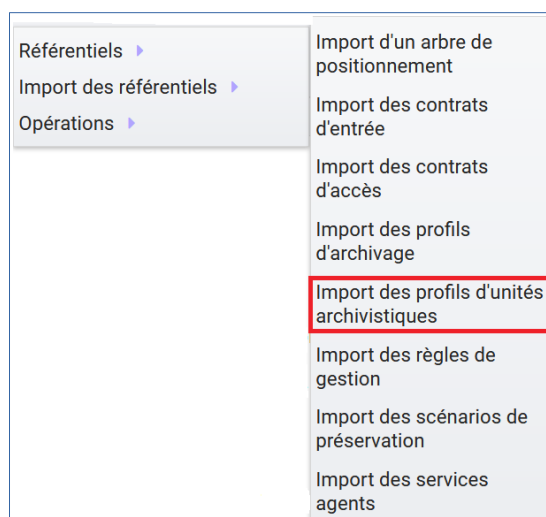 Référentiels
Import des référentiels
Opérations
Import d'un arbre de
positionnement
Import des contrats
d'entrée
Import des contrats
d'accès
Import des profils
d'archivage
Import des profils d'unités
archivistiques
Import des règles de
gestion
Import des scénarios de
préservation
Import des services
agents